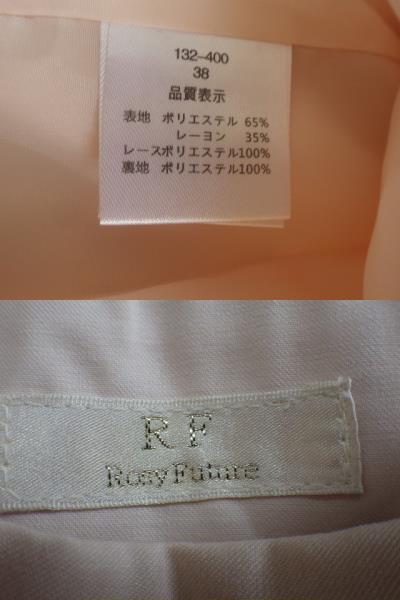 132-400
38
品質表示
表地 ポリエステル 65%
レーヨン 35%
レースポリエステル100%
裏地 ポリエステル100%
RF
Rosy Future